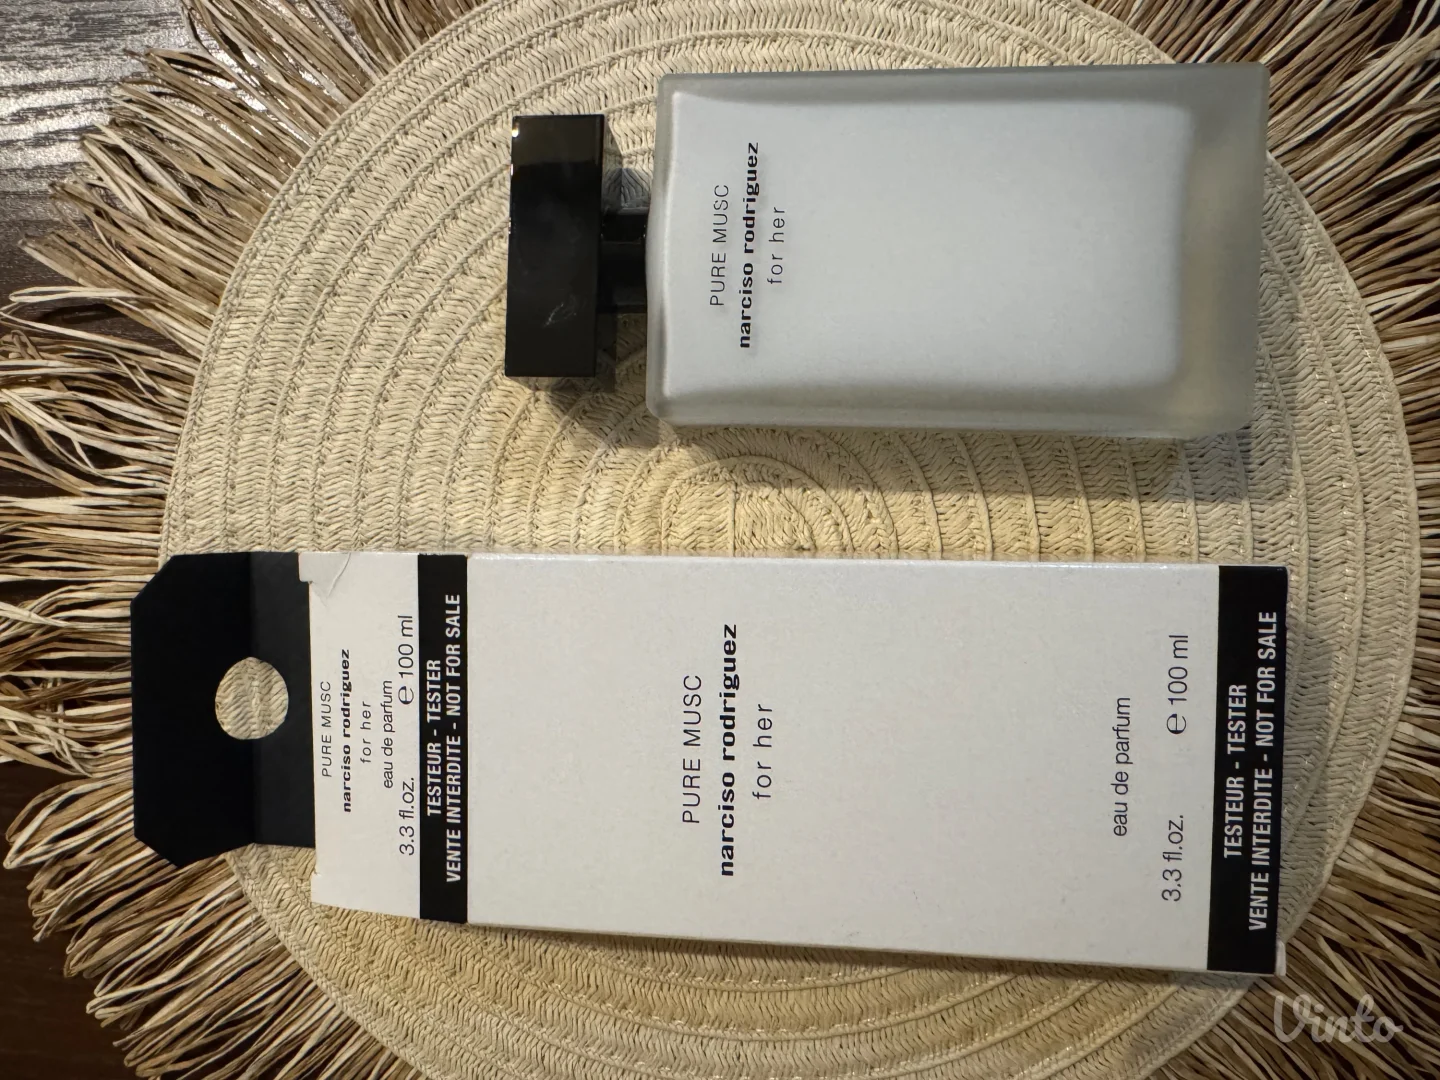 PURE MUSC
narciso rodriguez
for her
PURE MUSC
narciso rodriguez
for her
eau de parfum
3.3 fl.oz. ℮ 100 ml
TESTEUR - TESTER
VENTE INTERDITE - NOT FOR SALE
PURE MUSC
narciso rodriguez
for her
eau de parfum
3.3 fl.oz. ℮ 100 ml
TESTEUR - TESTER
VENTE INTERDITE - NOT FOR SALE
Vinto